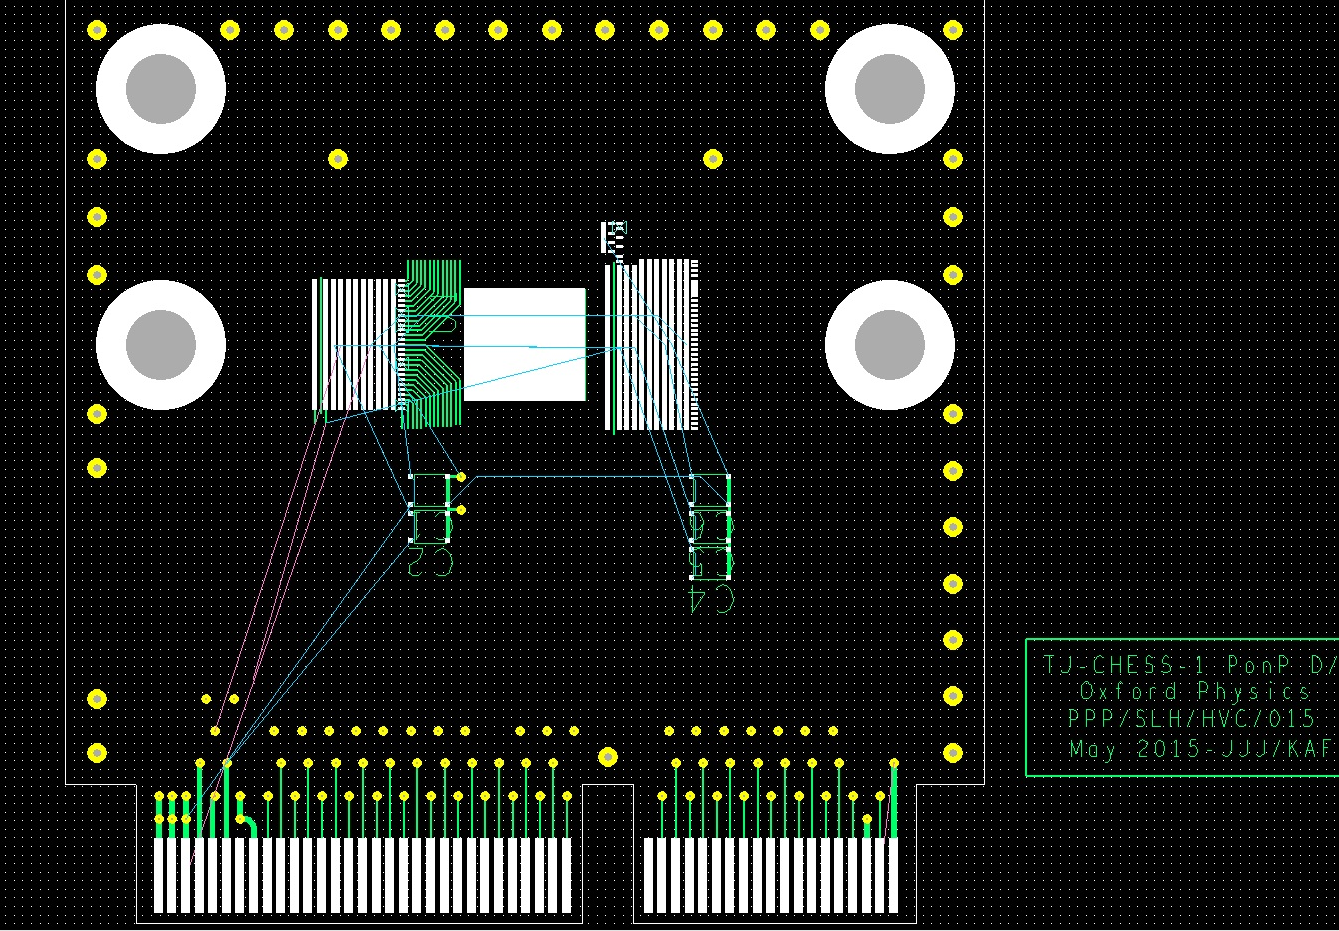 TJ-CHESS-1 PonP D/
Oxford Physics
PPP/SLH/HVC/015
May 2015-JJJ/KAF
C2
C4